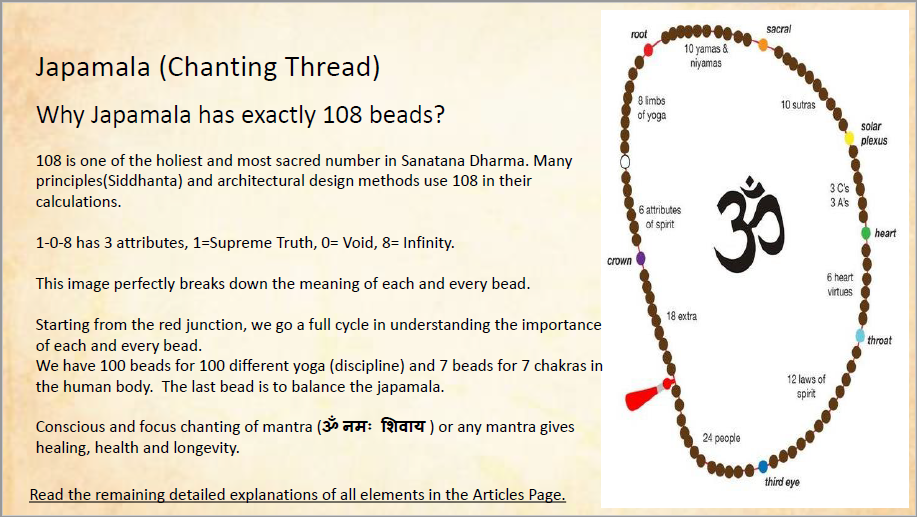 Japamala (Chanting Thread)
Why Japamala has exactly 108 beads?
108 is one of the holiest and most sacred number in Sanatana Dharma. Many
principles(Siddhanta) and architectural design methods use 108 in their
calculations.
1-0-8 has 3 attributes, 1=Supreme Truth, 0= Void, 8= Infinity.
This image perfectly breaks down the meaning of each and every bead.
Starting from the red junction, we go a full cycle in understanding the importance
of each and every bead.
We have 100 beads for 100 different yoga (discipline) and 7 beads for 7 chakras in
the human body.  The last bead is to balance the japamala.
Conscious and focus chanting of mantra (ॐ नमः  शिवाय ) or any mantra gives
healing, health and longevity.
Read the remaining detailed explanations of all elements in the Articles Page.
root
sacral
10 yamas &
niyamas
8 limbs
of yoga
10 sutras
solar
plexus
3 C's
3 A's
6 attributes
of spirit
ॐ
heart
crown
6 heart
virtues
18 extra
throat
12 laws of
spirit
24 people
third eye